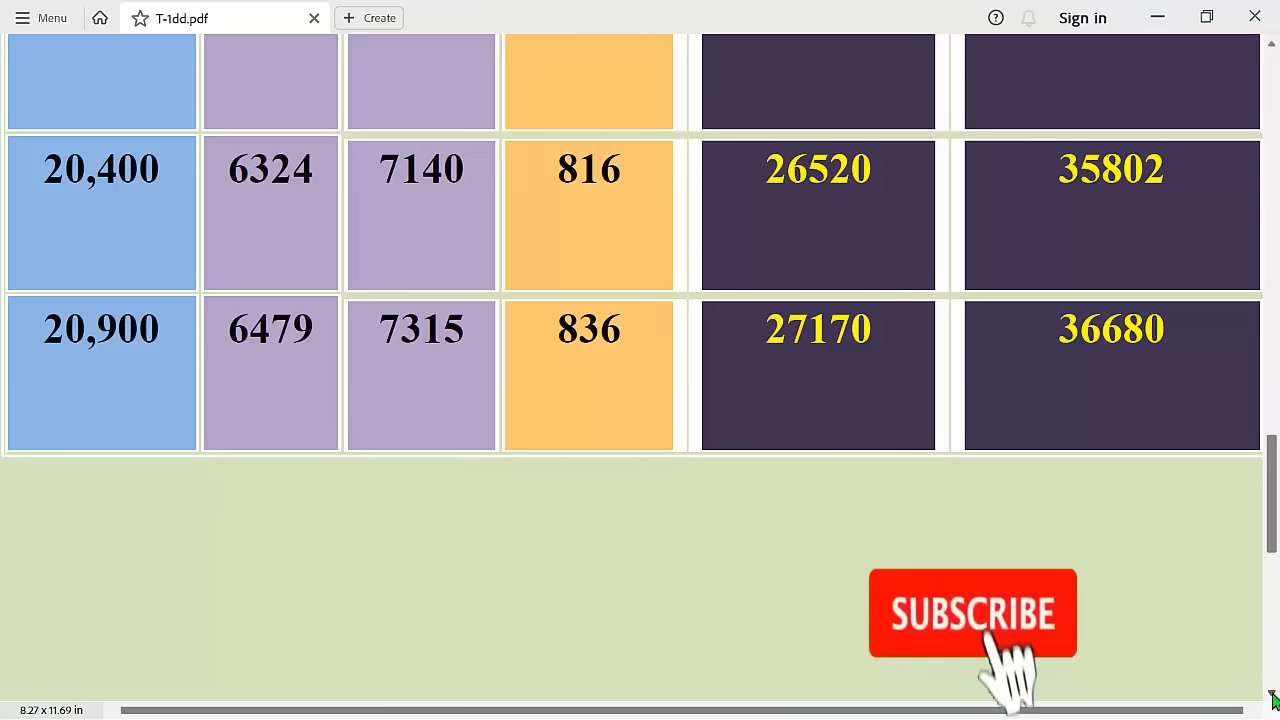 Menu T-1dd.pdf Create Sign in
20,400 6324 7140 816 26520 35802
20,900 6479 7315 836 27170 36680
SUBSCRIBE
8.27 x 11.69 in